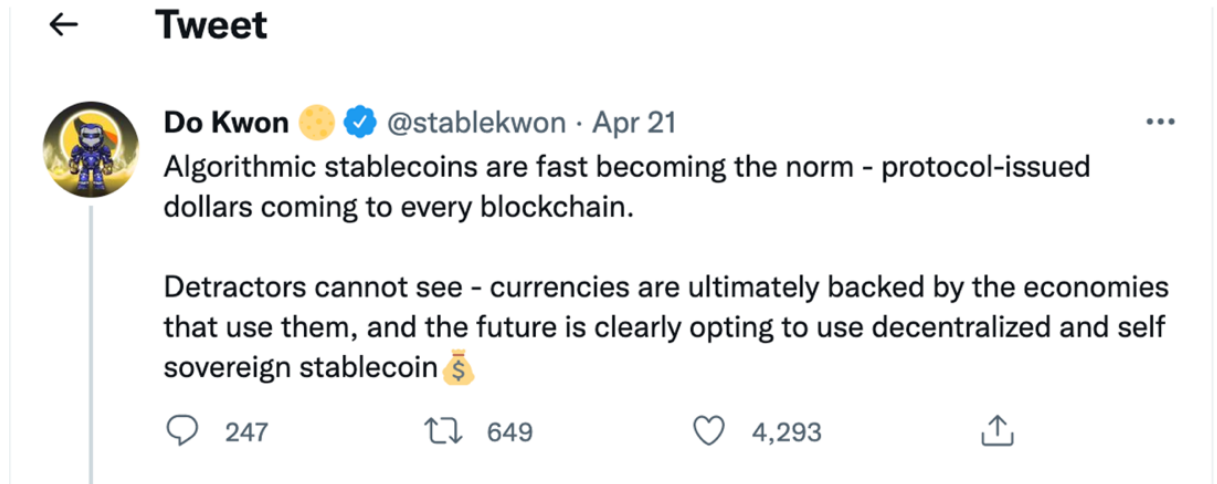 Tweet
Do Kwon 🌕 @stablekwon · Apr 21
Algorithmic stablecoins are fast becoming the norm - protocol-issued
dollars coming to every blockchain.
Detractors cannot see - currencies are ultimately backed by the economies
that use them, and the future is clearly opting to use decentralized and self
sovereign stablecoin💰
247 649 4,293